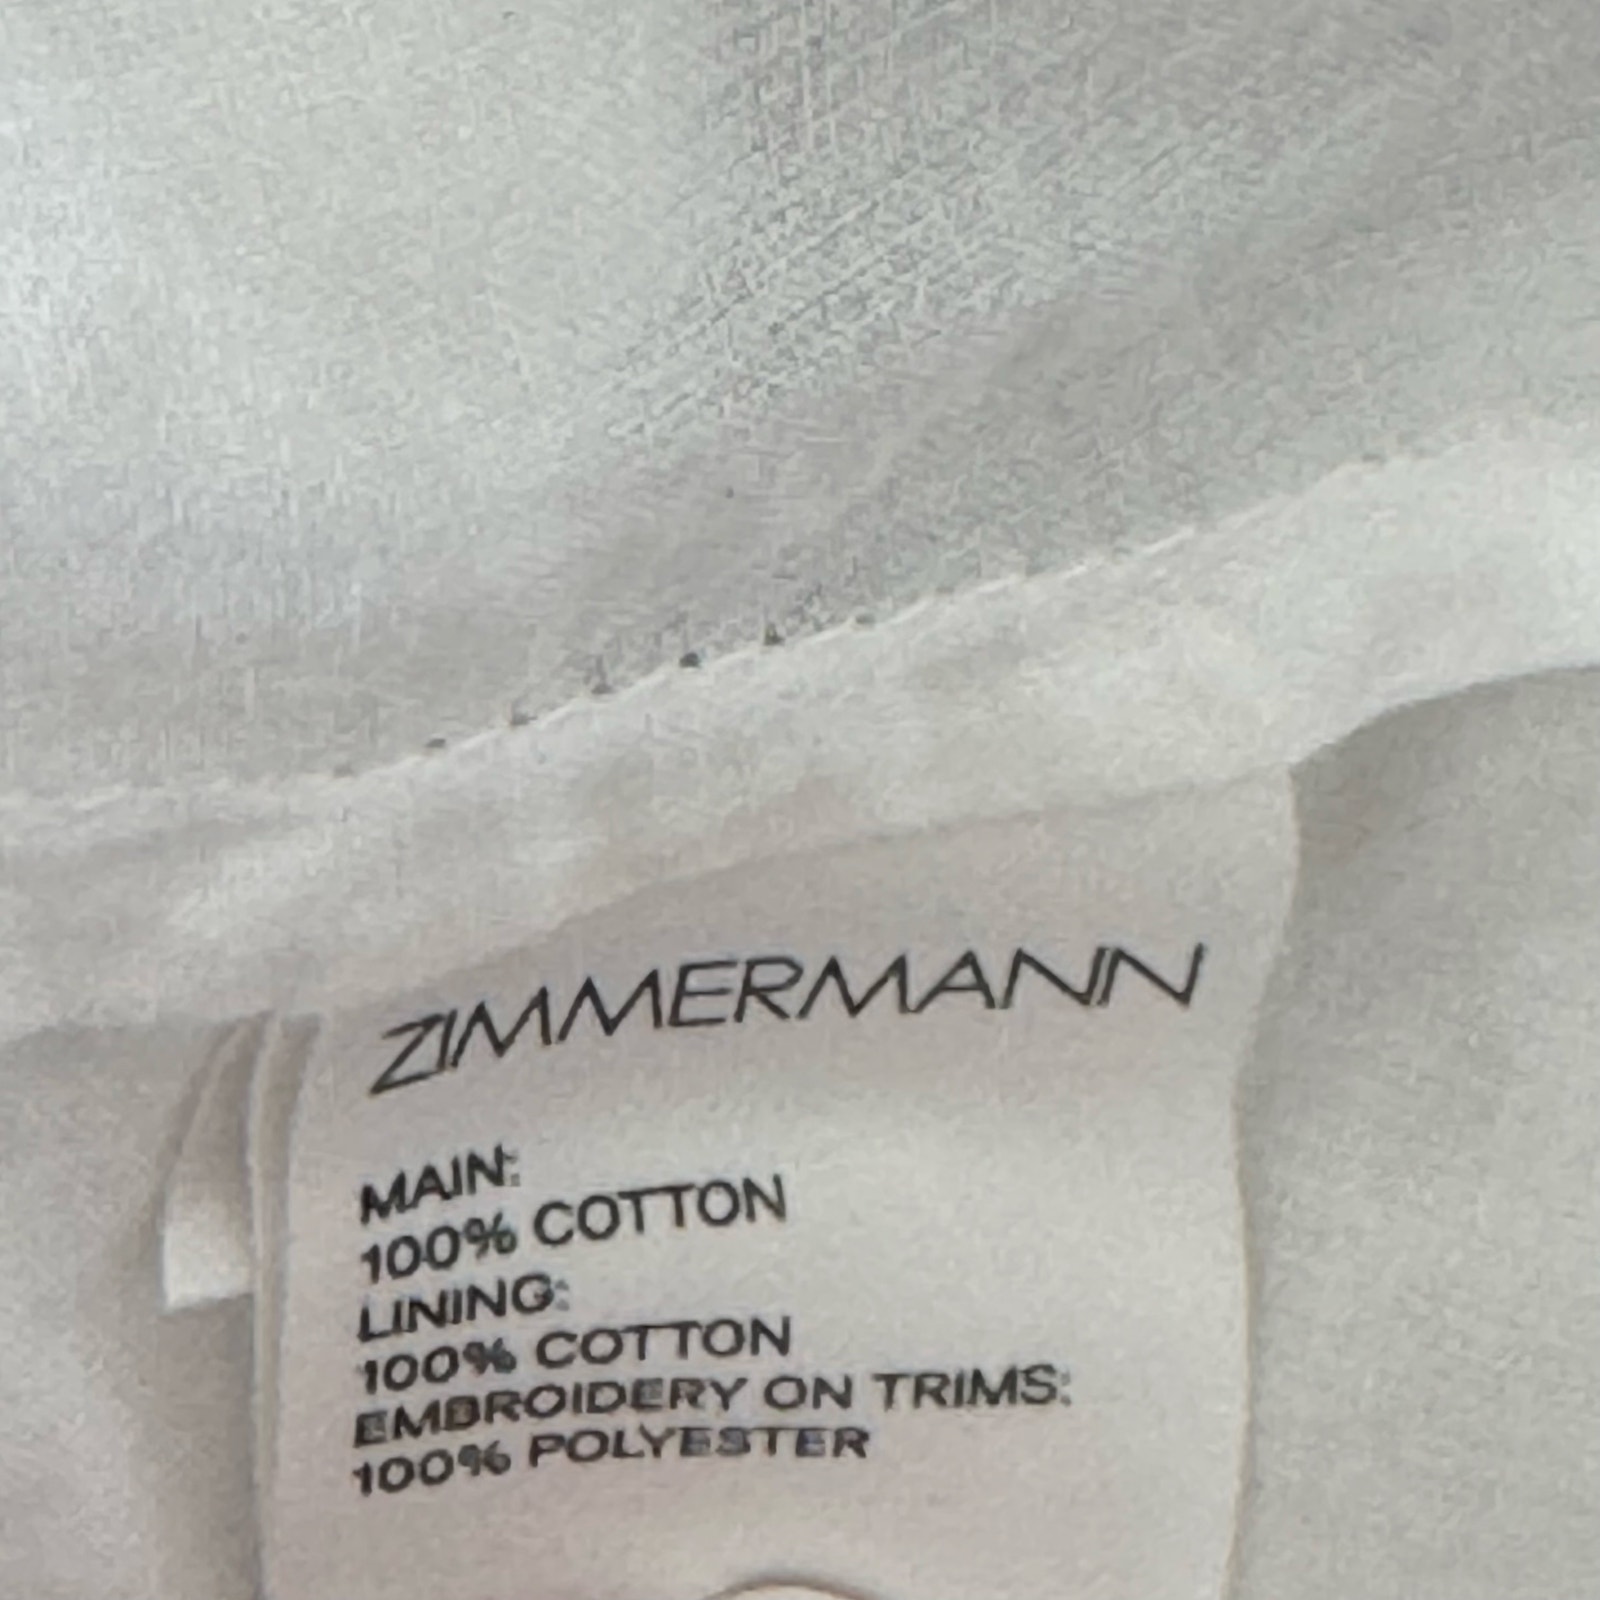 ZIMMERMANN
MAIN:
100% COTTON
LINING:
100% COTTON
EMBROIDERY ON TRIMS:
100% POLYESTER